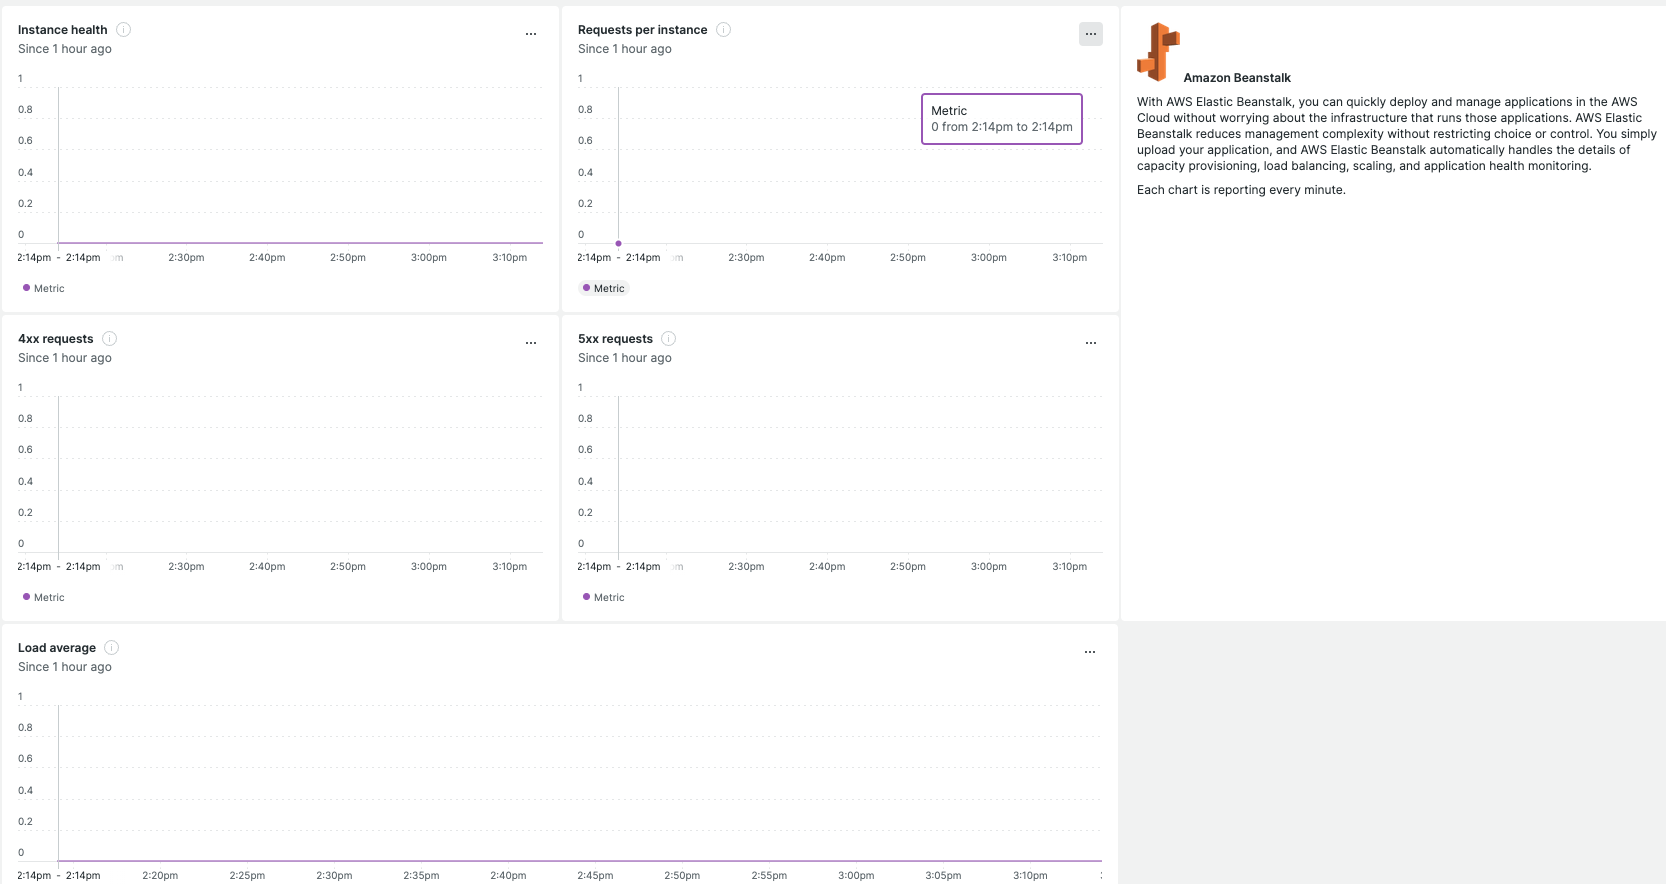 Instance health
Since 1 hour ago
...
1
0.8
0.6
0.4
0.2
0
2:14pm - 2:14pm 2:30pm 2:40pm 2:50pm 3:00pm 3:10pm
Metric
Requests per instance
Since 1 hour ago
...
1
0.8
0.6
0.4
0.2
0
Metric
0 from 2:14pm to 2:14pm
2:14pm - 2:14pm 2:30pm 2:40pm 2:50pm 3:00pm 3:10pm
Metric
Amazon Beanstalk
With AWS Elastic Beanstalk, you can quickly deploy and manage applications in the AWS
Cloud without worrying about the infrastructure that runs those applications. AWS Elastic
Beanstalk reduces management complexity without restricting choice or control. You simply
upload your application, and AWS Elastic Beanstalk automatically handles the details of
capacity provisioning, load balancing, scaling, and application health monitoring.
Each chart is reporting every minute.
4xx requests
Since 1 hour ago
...
1
0.8
0.6
0.4
0.2
0
2:14pm - 2:14pm 2:30pm 2:40pm 2:50pm 3:00pm 3:10pm
Metric
5xx requests
Since 1 hour ago
...
1
0.8
0.6
0.4
0.2
0
2:14pm - 2:14pm 2:30pm 2:40pm 2:50pm 3:00pm 3:10pm
Metric
Load average
Since 1 hour ago
...
1
0.8
0.6
0.4
0.2
0
2:14pm - 2:14pm 2:20pm 2:25pm 2:30pm 2:35pm 2:40pm 2:45pm 2:50pm 2:55pm 3:00pm 3:05pm 3:10pm